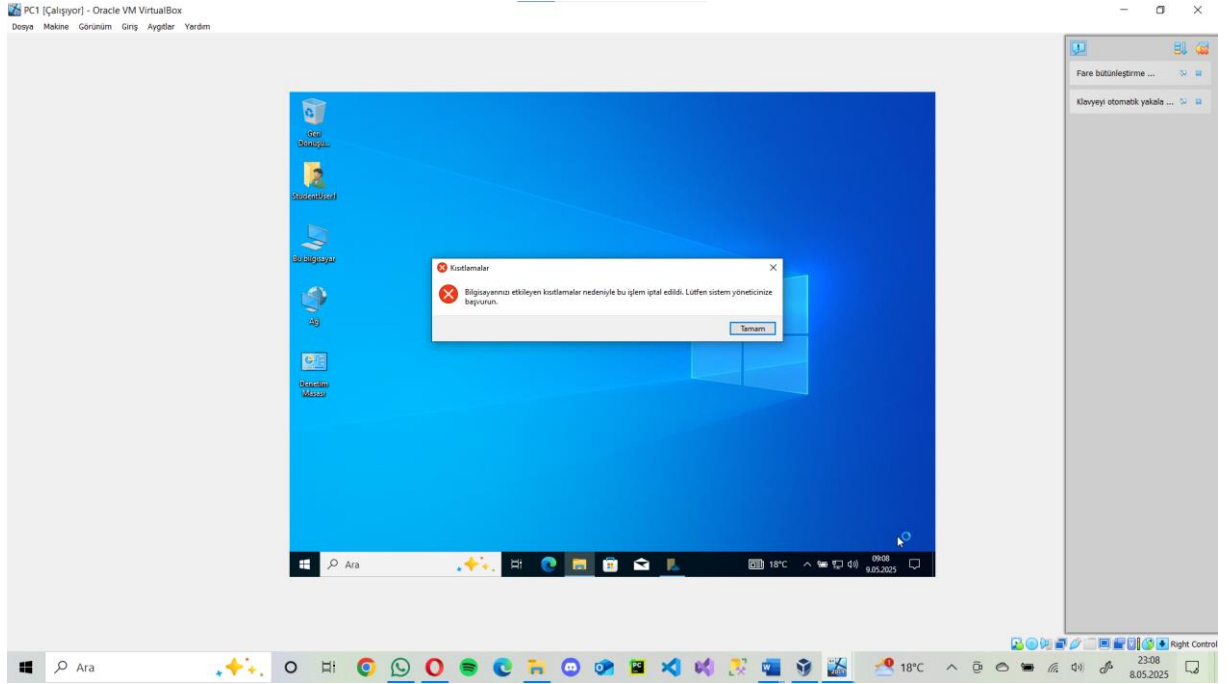 PC1 [Çalışıyor] - Oracle VM VirtualBox
Dosya Makine Görünüm Giriş Aygıtlar Yardım
Fare bütünleştirme ...
Klavyeyi otomatik yakala ...
Geri
Dönüşü...
StudentUser1
Bu bilgisayar
Ağ
Denetim
Masası
Kısıtlamalar
Bilgisayarınızı etkileyen kısıtlamalar nedeniyle bu işlem iptal edildi. Lütfen sistem yöneticinize
başvurun.
Tamam
Ara
18°C
09:08
9.05.2025
Right Control
Ara
18°C
23:08
8.05.2025